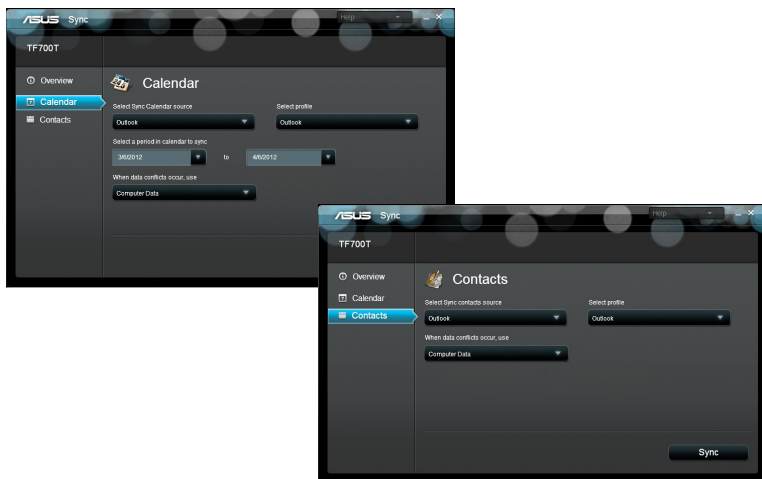 ASUS Sync
Help
TF700T
Overview
Calendar
Contacts
Calendar
Select Sync Calendar source
Select profile
Outlook
Outlook
Select a period in calendar to sync
3/6/2012
to
4/6/2012
When data conflicts occur, use
Computer Data
ASUS Sync
Help
TF700T
Overview
Calendar
Contacts
Contacts
Select Sync contacts source
Select profile
Outlook
Outlook
When data conflicts occur, use
Computer Data
Sync